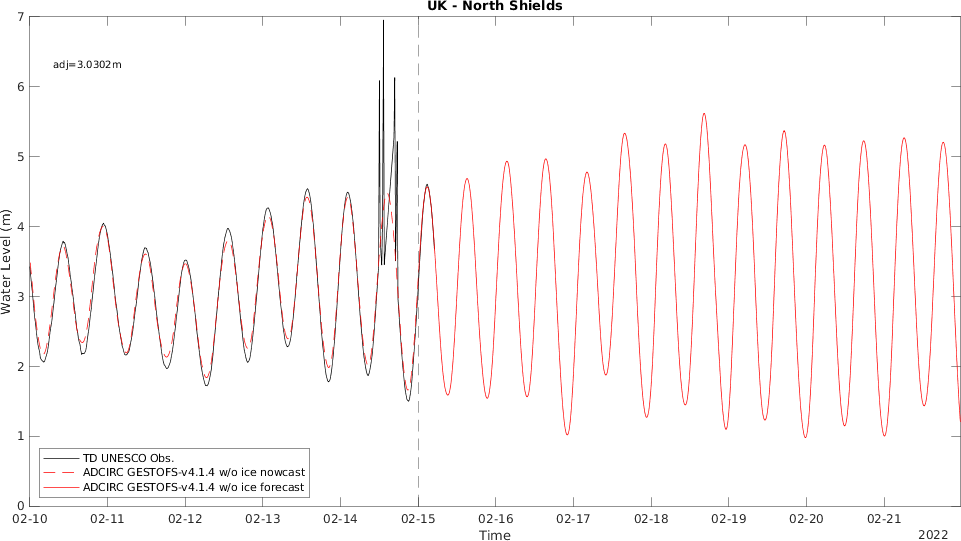 UK - North Shields
adj=3.0302m
7
6
5
4
3
2
1
0
Water Level (m)
TD UNESCO Obs.
ADCIRC GESTOFS-v4.1.4 w/o ice nowcast
ADCIRC GESTOFS-v4.1.4 w/o ice forecast
02-10 02-11 02-12 02-13 02-14 02-15 02-16 02-17 02-18 02-19 02-20 02-21
Time
2022